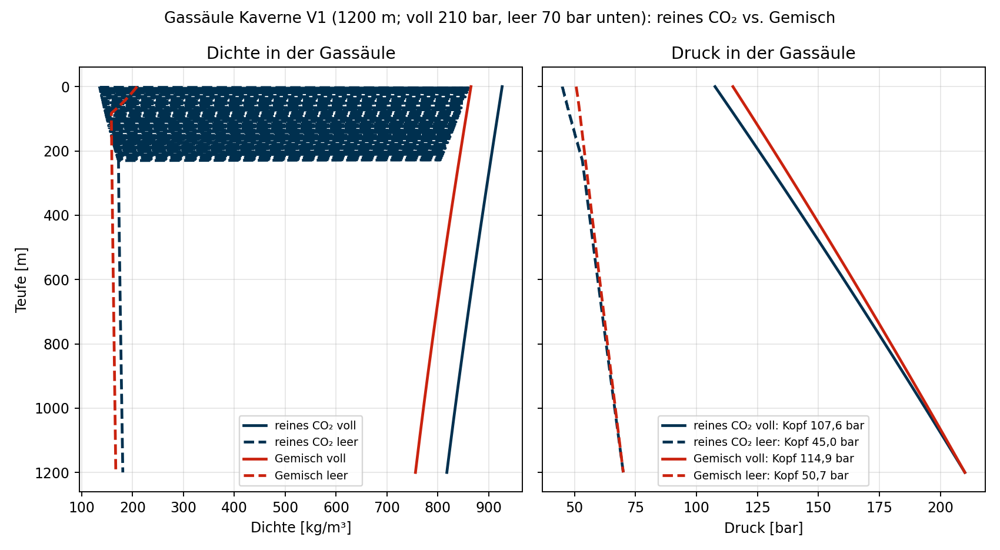 Gassäule Kaverne V1 (1200 m; voll 210 bar, leer 70 bar unten): reines CO₂ vs. Gemisch
Dichte in der Gassäule
Teufe [m]
0
200
400
600
800
1000
1200
reines CO₂ voll
reines CO₂ leer
Gemisch voll
Gemisch leer
100 200 300 400 500 600 700 800 900
Dichte [kg/m³]
Druck in der Gassäule
reines CO₂ voll: Kopf 107,6 bar
reines CO₂ leer: Kopf 45,0 bar
Gemisch voll: Kopf 114,9 bar
Gemisch leer: Kopf 50,7 bar
50 75 100 125 150 175 200
Druck [bar]